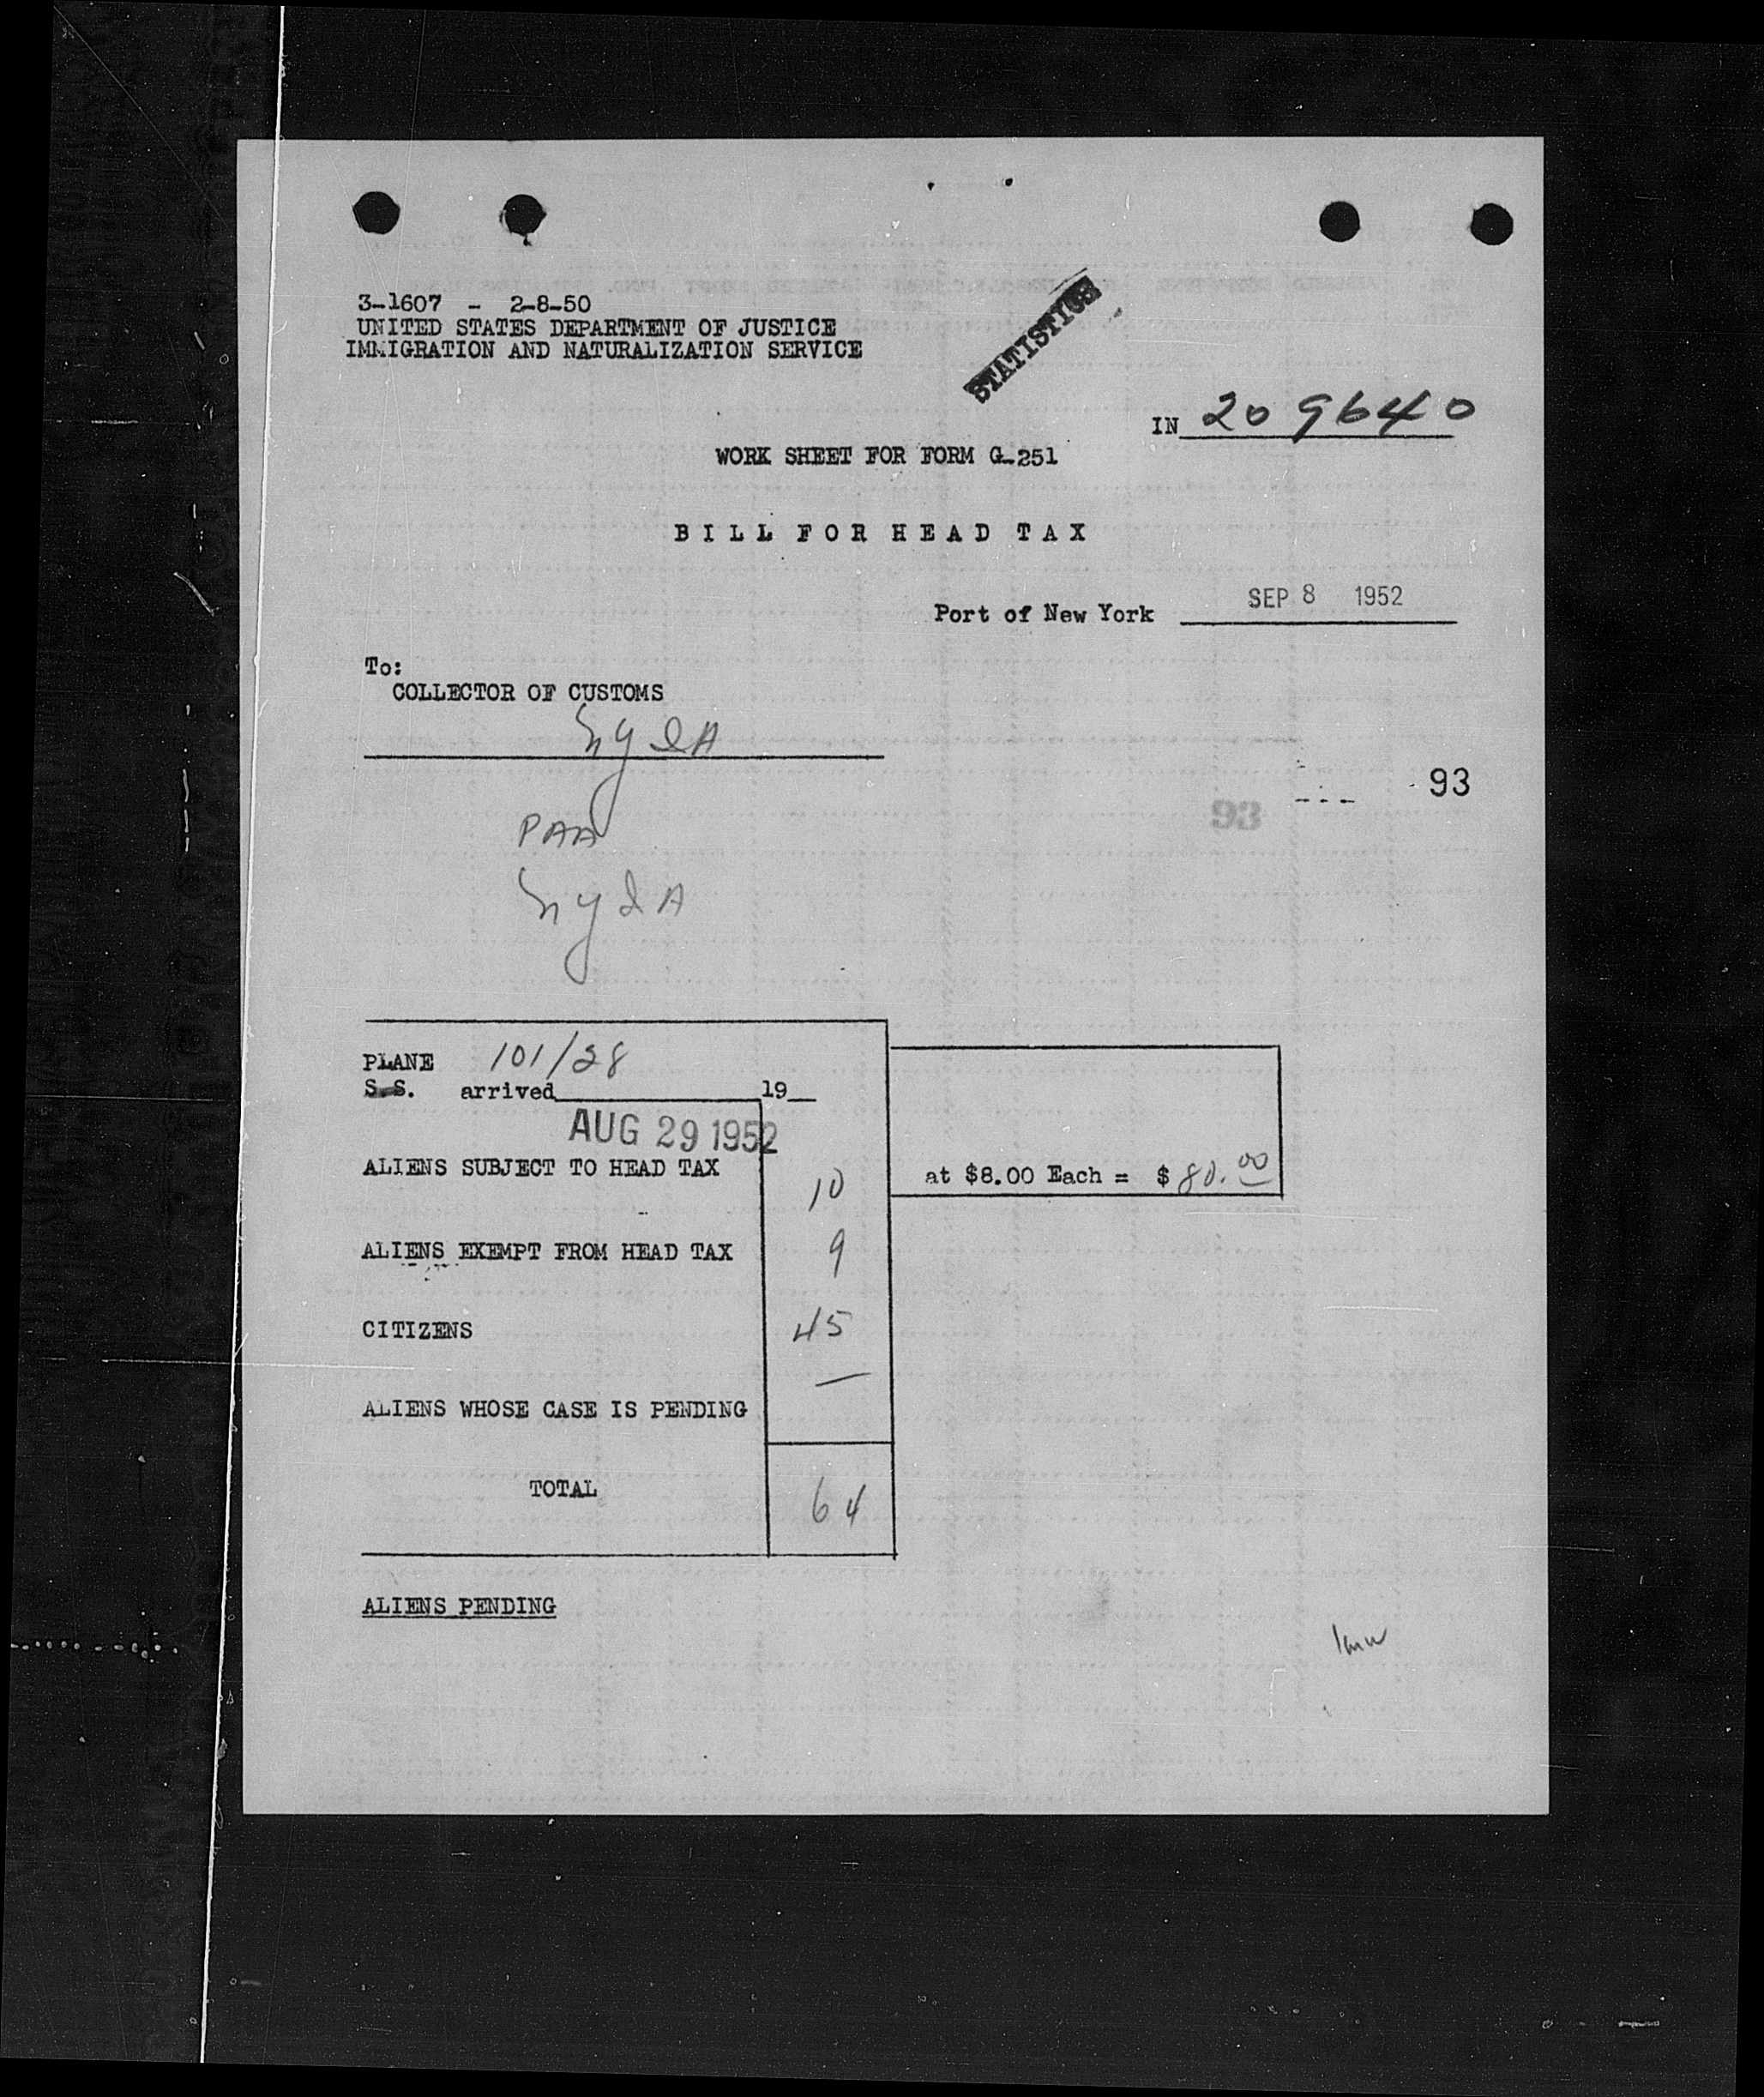 3-1607 - 2-8-50
UNITED STATES DEPARTMENT OF JUSTICE
IMMIGRATION AND NATURALIZATION SERVICE
STATISTICS
IN 209640
WORK SHEET FOR FORM G-251
BILL FOR HEAD TAX
Port of New York SEP 8 1952
To:
COLLECTOR OF CUSTOMS
NYIA
93
93
PAA
NYIA
PLANE 101/28
S.S. arrived 19
AUG 29 1952
ALIENS SUBJECT TO HEAD TAX 10 at $8.00 Each = $ 80.00
ALIENS EXEMPT FROM HEAD TAX 9
CITIZENS 45
ALIENS WHOSE CASE IS PENDING —
TOTAL 64
ALIENS PENDING